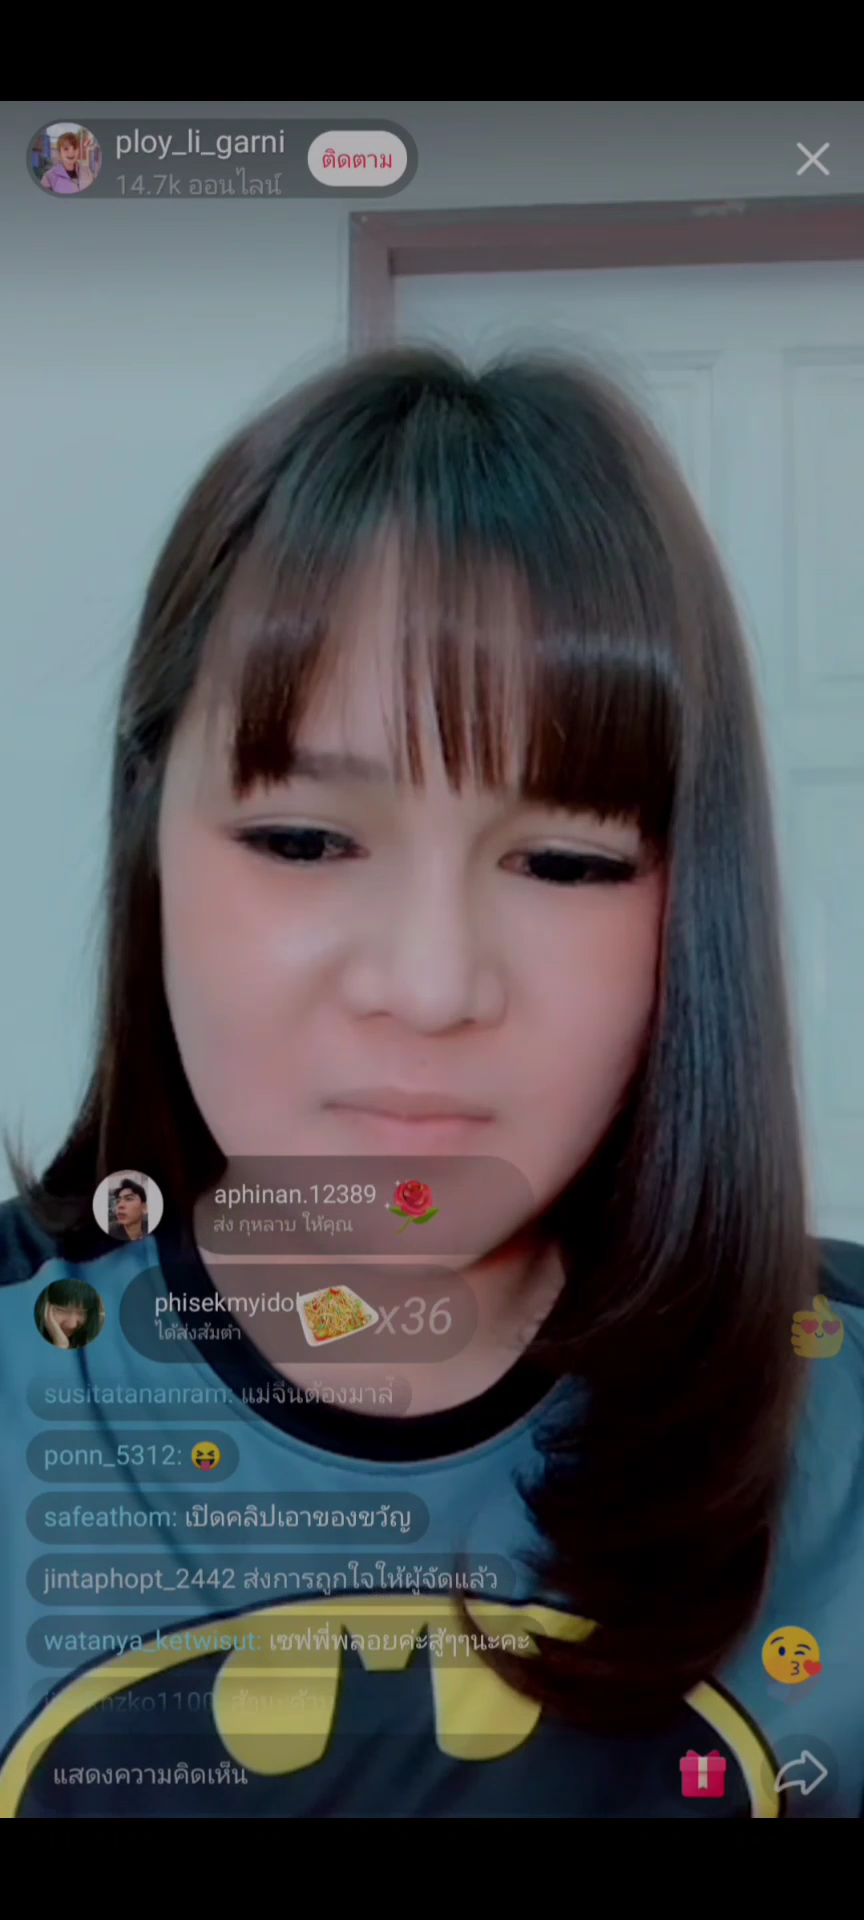 ploy_li_garni
14.7k ออนไลน์
ติดตาม
aphinan.12389
ส่ง กุหลาบ ให้คุณ
phisekmyidol
ได้ส่งส้มตำ
x36
susitatananram: แม่จีนต้องมาล่
ponn_5312:
safeathom: เปิดคลิปเอาของขวัญ
jintaphopt_2442 ส่งการถูกใจให้ผู้จัดแล้ว
watanya_ketwisut: เซฟพี่พลอยค่ะสู้ๆๆนะคะ
แสดงความคิดเห็น